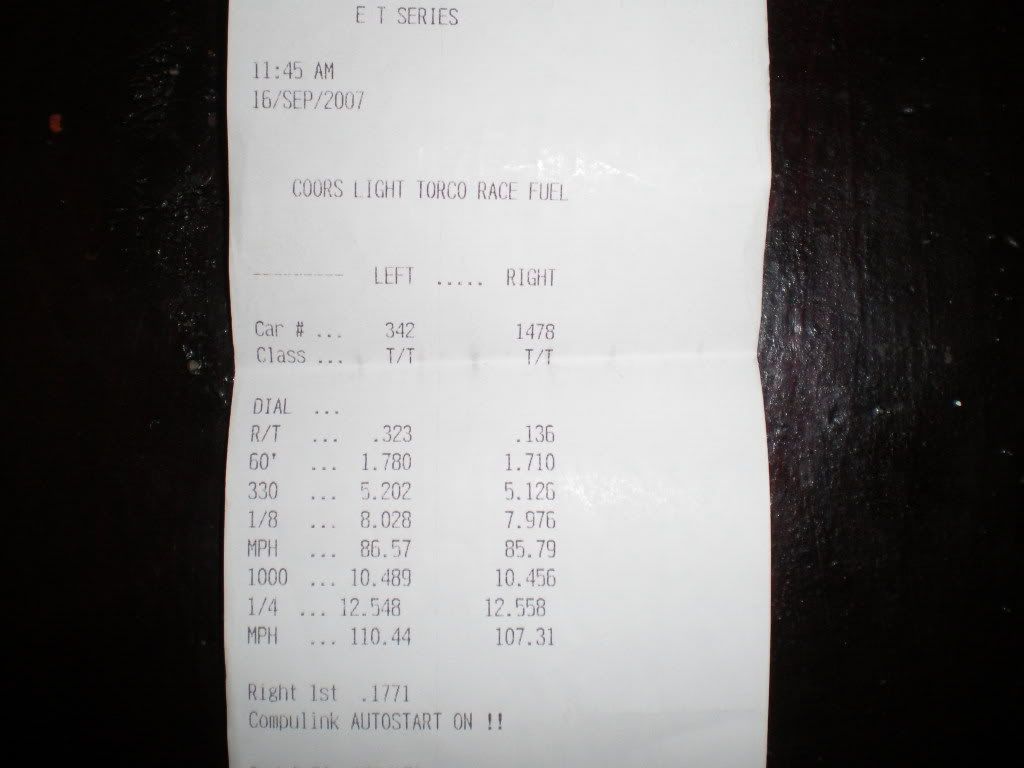 E T SERIES
11:45 AM
16/SEP/2007
COORS LIGHT TORCO RACE FUEL
---------- LEFT ..... RIGHT
Car # ... 342 1478
Class ... T/T T/T
DIAL ...
R/T ... .323 .136
60' ... 1.780 1.710
330 ... 5.202 5.126
1/8 ... 8.028 7.976
MPH ... 86.57 85.79
1000 ... 10.489 10.456
1/4 ... 12.548 12.558
MPH ... 110.44 107.31
Right 1st .1771
Compulink AUTOSTART ON !!